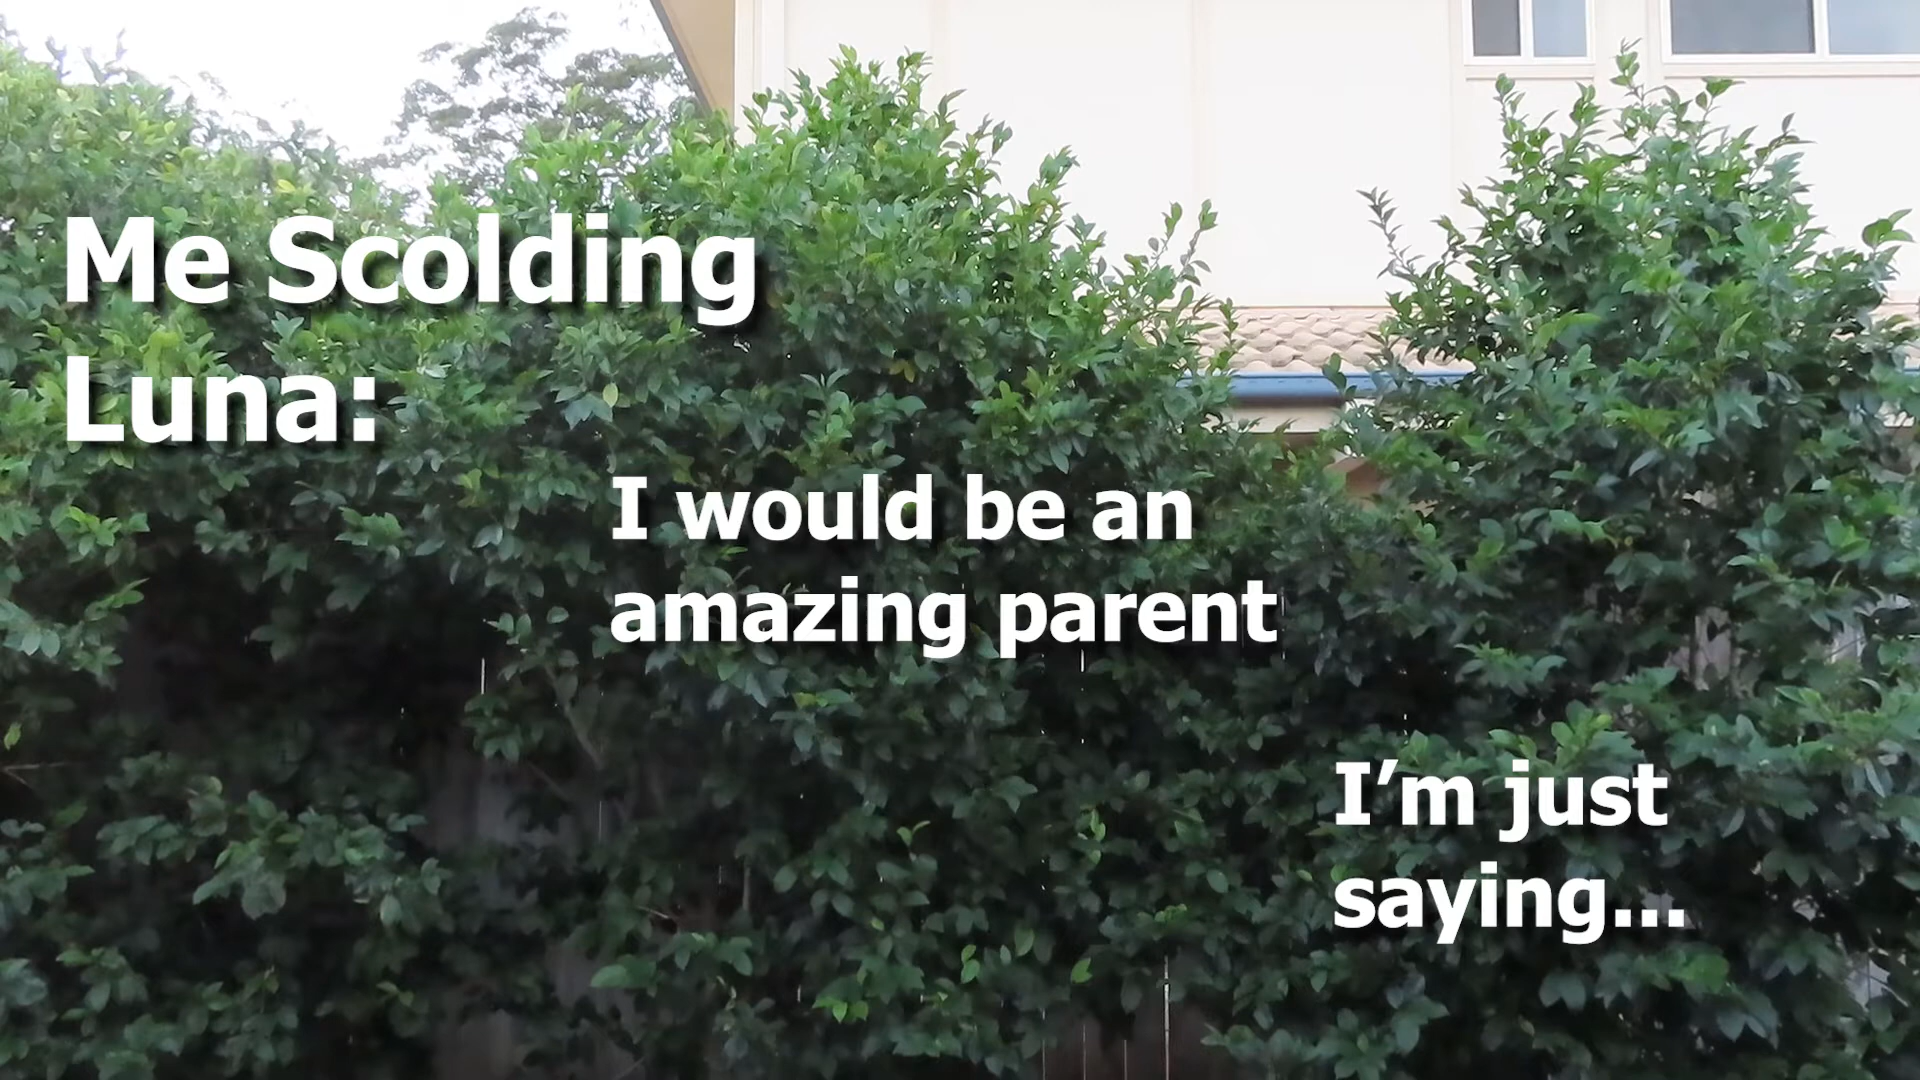 Me Scolding
Luna:
I would be an
amazing parent
I’m just
saying...